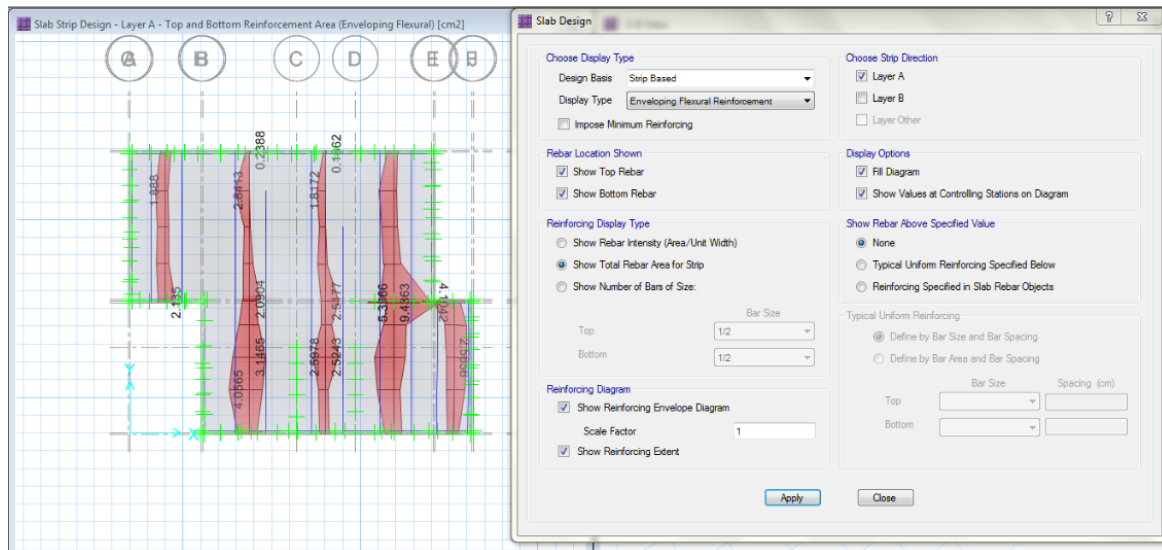 Slab Strip Design - Layer A - Top and Bottom Reinforcement Area (Enveloping Flexural) [cm2]
B
C
D
1.888
2.8413
0.2388
1.8172
2.135
2.0904
2.5177
5.3966
9.4363
4.1042
4.0565
3.1465
2.5978
2.5243
Slab Design
Choose Display Type
Design Basis
Strip Based
Display Type
Enveloping Flexural Reinforcement
Impose Minimum Reinforcing
Choose Strip Direction
Layer A
Layer B
Layer Other
Rebar Location Shown
Show Top Rebar
Show Bottom Rebar
Display Options
Fill Diagram
Show Values at Controlling Stations on Diagram
Reinforcing Display Type
Show Rebar Intensity (Area/Unit Width)
Show Total Rebar Area for Strip
Show Number of Bars of Size:
Bar Size
Top
1/2
Bottom
1/2
Show Rebar Above Specified Value
None
Typical Uniform Reinforcing Specified Below
Reinforcing Specified in Slab Rebar Objects
Typical Uniform Reinforcing
Define by Bar Size and Bar Spacing
Define by Bar Area and Bar Spacing
Bar Size
Spacing (cm)
Top
Bottom
Reinforcing Diagram
Show Reinforcing Envelope Diagram
Scale Factor
1
Show Reinforcing Extent
Apply
Close